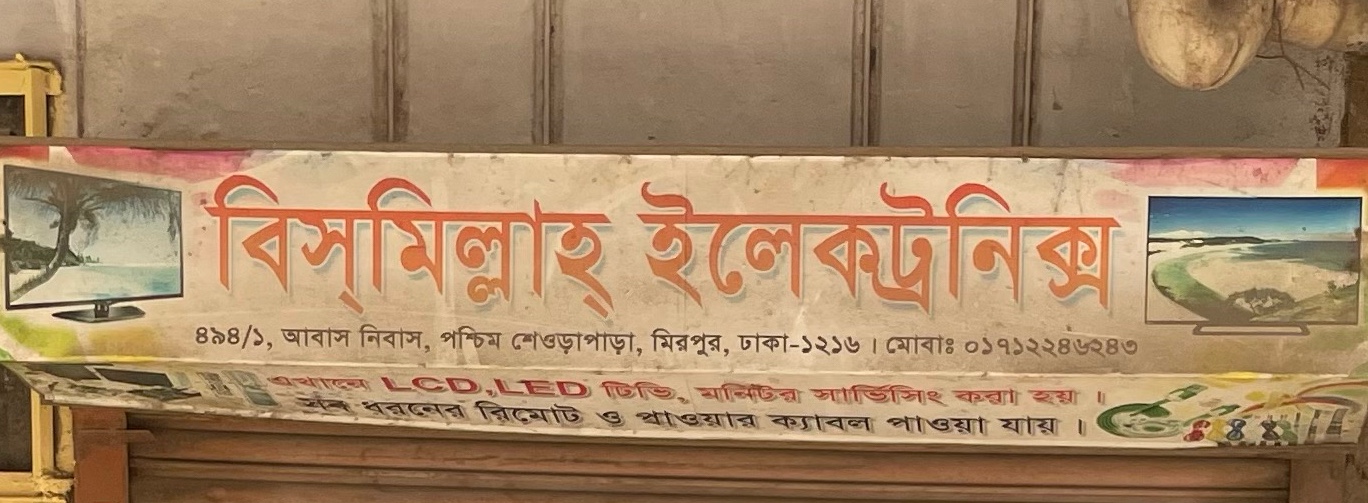 বিস্‌মিল্লাহ্‌ ইলেকট্রনিক্স
৪৯৪/১, আবাস নিবাস, পশ্চিম শেওড়াপাড়া, মিরপুর, ঢাকা-১২১৬ । মোবাঃ ০১৭১২২৪৬২৪৩
এখানে LCD,LED টিভি, মনিটর সার্ভিসিং করা হয় ।
সব ধরনের রিমোট ও পাওয়ার ক্যাবল পাওয়া যায় ।